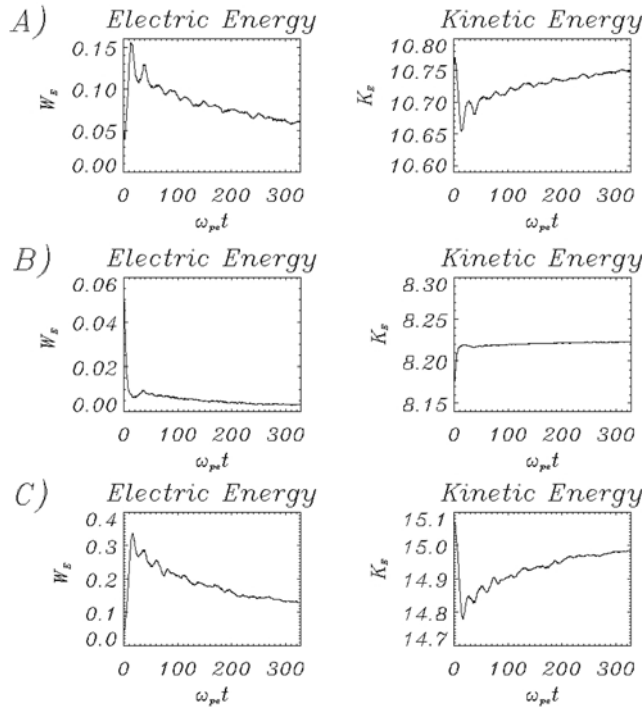 A)
Electric Energy
Kinetic Energy
W_E
0.15
0.10
0.05
0.00
0 100 200 300
ω_pe t
K_E
10.80
10.75
10.70
10.65
10.60
0 100 200 300
ω_pe t
B)
Electric Energy
Kinetic Energy
W_E
0.06
0.04
0.02
0.00
0 100 200 300
ω_pe t
K_E
8.30
8.25
8.20
8.15
0 100 200 300
ω_pe t
C)
Electric Energy
Kinetic Energy
W_E
0.4
0.3
0.2
0.1
0.0
0 100 200 300
ω_pe t
K_E
15.1
15.0
14.9
14.8
14.7
0 100 200 300
ω_pe t